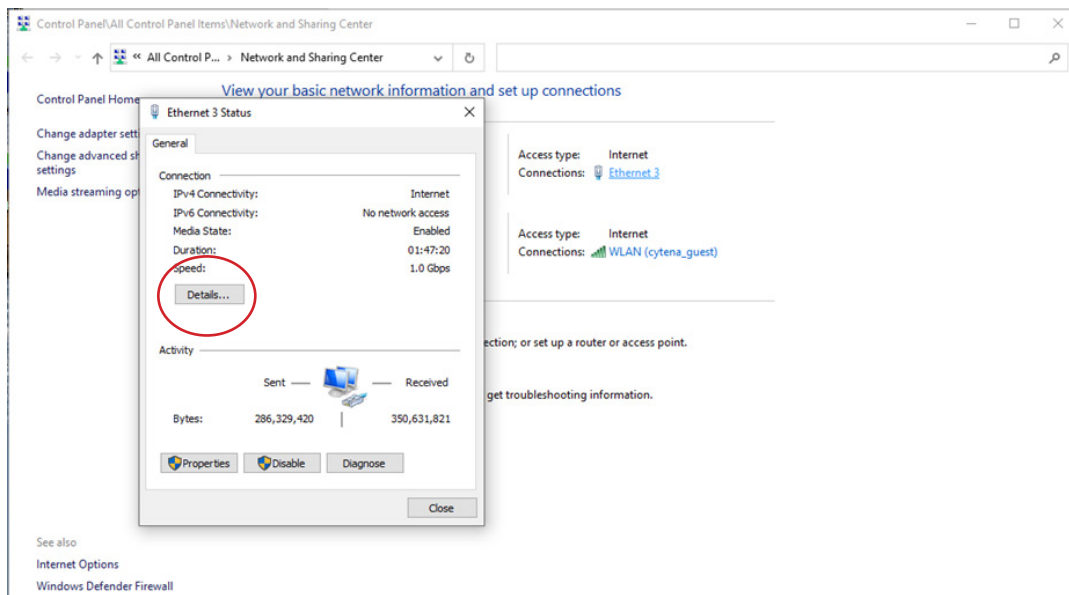 Control Panel\All Control Panel Items\Network and Sharing Center
« All Control P... > Network and Sharing Center
View your basic network information and set up connections
Control Panel Home
Change adapter sett
Change advanced sh
settings
Media streaming op
Ethernet 3 Status
General
Connection
IPv4 Connectivity: Internet
IPv6 Connectivity: No network access
Media State: Enabled
Duration: 01:47:20
Speed: 1.0 Gbps
Details...
Activity
Sent — Received
Bytes: 286,329,420 | 350,631,821
Properties Disable Diagnose
Close
Access type: Internet
Connections: Ethernet 3
Access type: Internet
Connections: WLAN (cytena_guest)
ection; or set up a router or access point.
get troubleshooting information.
See also
Internet Options
Windows Defender Firewall